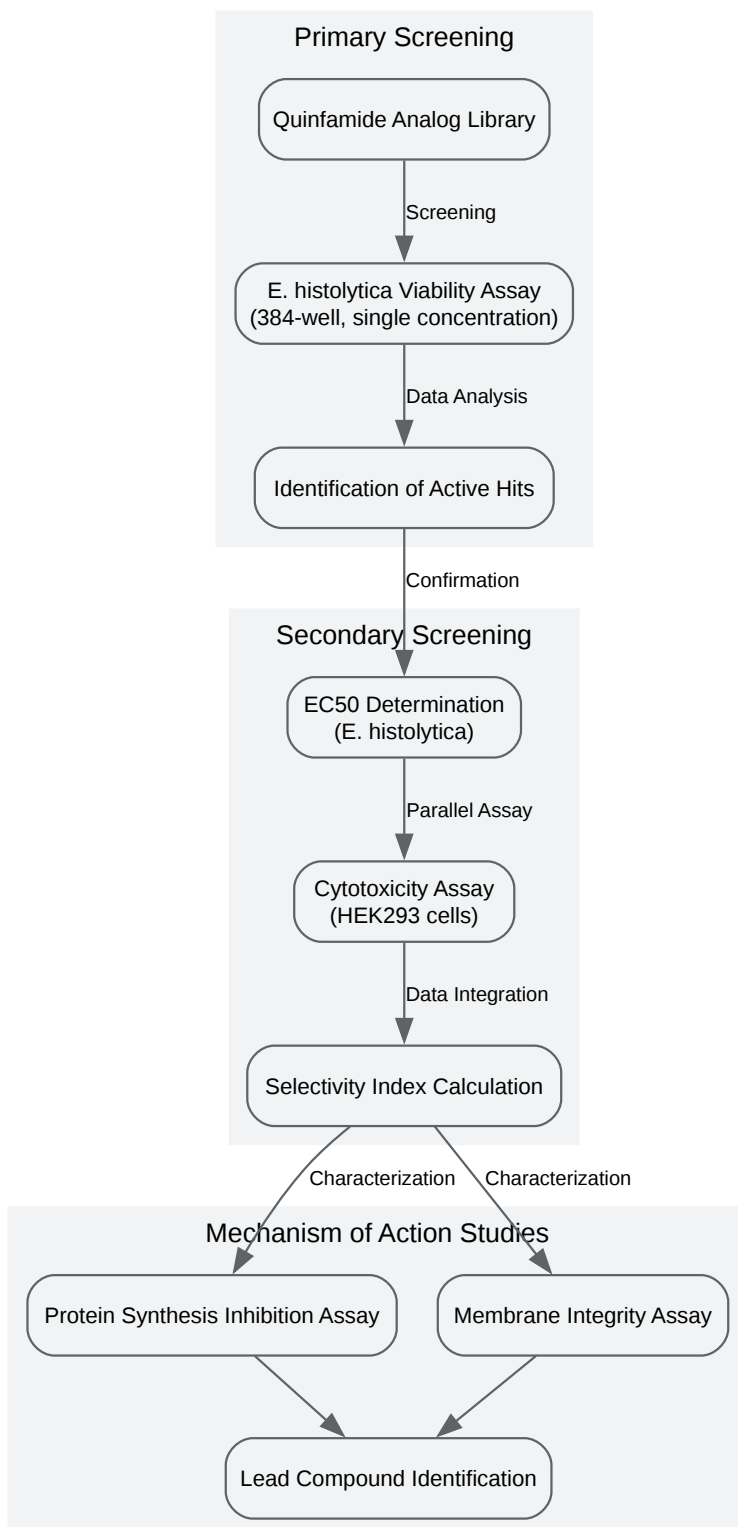 Primary Screening
Quinfamide Analog Library
Screening
E. histolytica Viability Assay
(384-well, single concentration)
Data Analysis
Identification of Active Hits
Confirmation
Secondary Screening
EC50 Determination
(E. histolytica)
Parallel Assay
Cytotoxicity Assay
(HEK293 cells)
Data Integration
Selectivity Index Calculation
Characterization
Characterization
Mechanism of Action Studies
Protein Synthesis Inhibition Assay
Membrane Integrity Assay
Lead Compound Identification